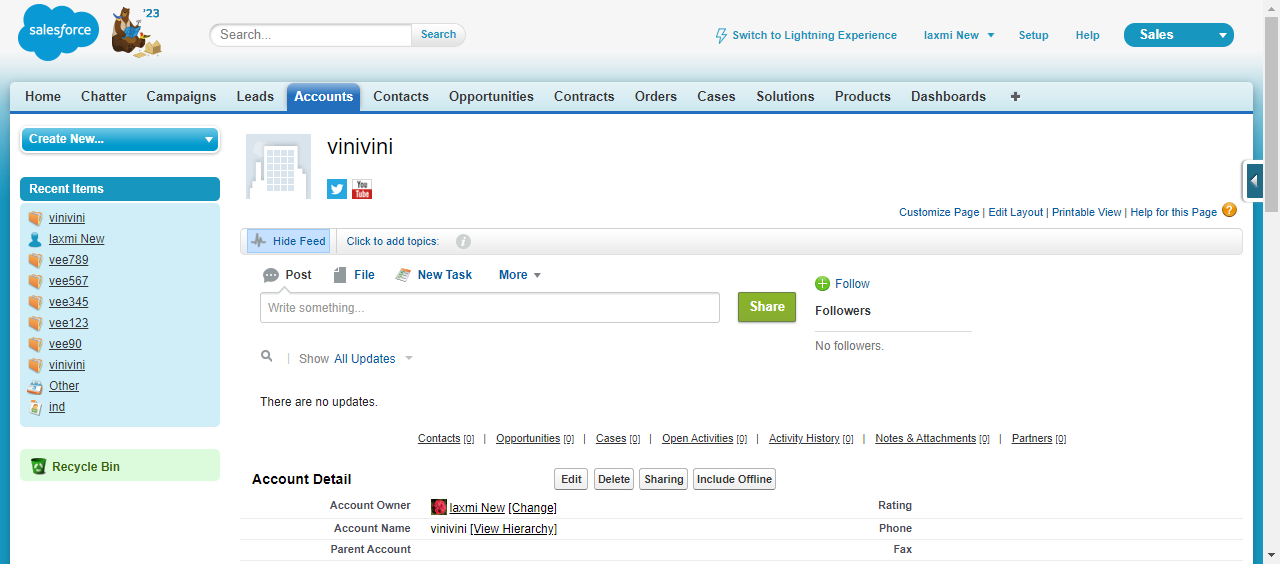 salesforce '23
Search... Search
Switch to Lightning Experience laxmi New Setup Help Sales
Home Chatter Campaigns Leads Accounts Contacts Opportunities Contracts Orders Cases Solutions Products Dashboards +
Create New...
Recent Items
vinivini
laxmi New
vee789
vee567
vee345
vee123
vee90
vinivini
Other
ind
Recycle Bin
vinivini
You Tube
Customize Page | Edit Layout | Printable View | Help for this Page ?
Hide Feed Click to add topics: i
Post File New Task More
Write something... Share
Follow
Followers
No followers.
Show All Updates
There are no updates.
Contacts [0] | Opportunities [0] | Cases [0] | Open Activities [0] | Activity History [0] | Notes & Attachments [0] | Partners [0]
Account Detail Edit Delete Sharing Include Offline
Account Owner laxmi New [Change] Rating
Account Name vinivini [View Hierarchy] Phone
Parent Account Fax